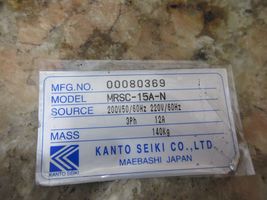 MFG.NO. 00080369
MODEL MRSC-15A-N
SOURCE 200V50/60Hz 220V/60Hz
3Ph 12A
MASS 140Kg
KANTO SEIKI CO.,LTD.
KANTO SEIKI MAEBASHI JAPAN